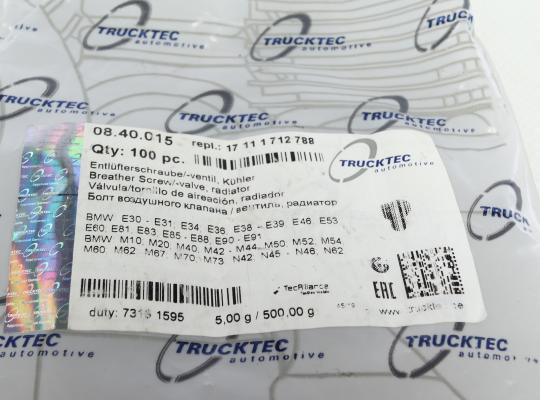 TRUCKTEC
automotive
TRUCKTEC
automotive
TRUCKTEC
TRUCKTEC
automotive
08.40.015 repl.: 17 11 1 712 788
Qty: 100 pc.
TRUCKTEC
automotive
Entlüfterschraube/-ventil, Kühler
Breather Screw/-valve, radiator
Válvula/tornillo de aireación, radiador
Болт воздушного клапана / вентиль, радиатор
BMW E30 - E31, E34, E36, E38 - E39, E46, E53
E60, E81, E83, E85 - E88, E90 - E91
BMW M10, M20, M40, M42 - M44, M50, M52, M54
M60, M62, M67, M70, M73 N42, N45 - N46, N62
TecAlliance
EAC
duty: 7318 1595 5,00 g / 500,00 g
TRUCKTEC
automotive
TRUCKTEC
automotive